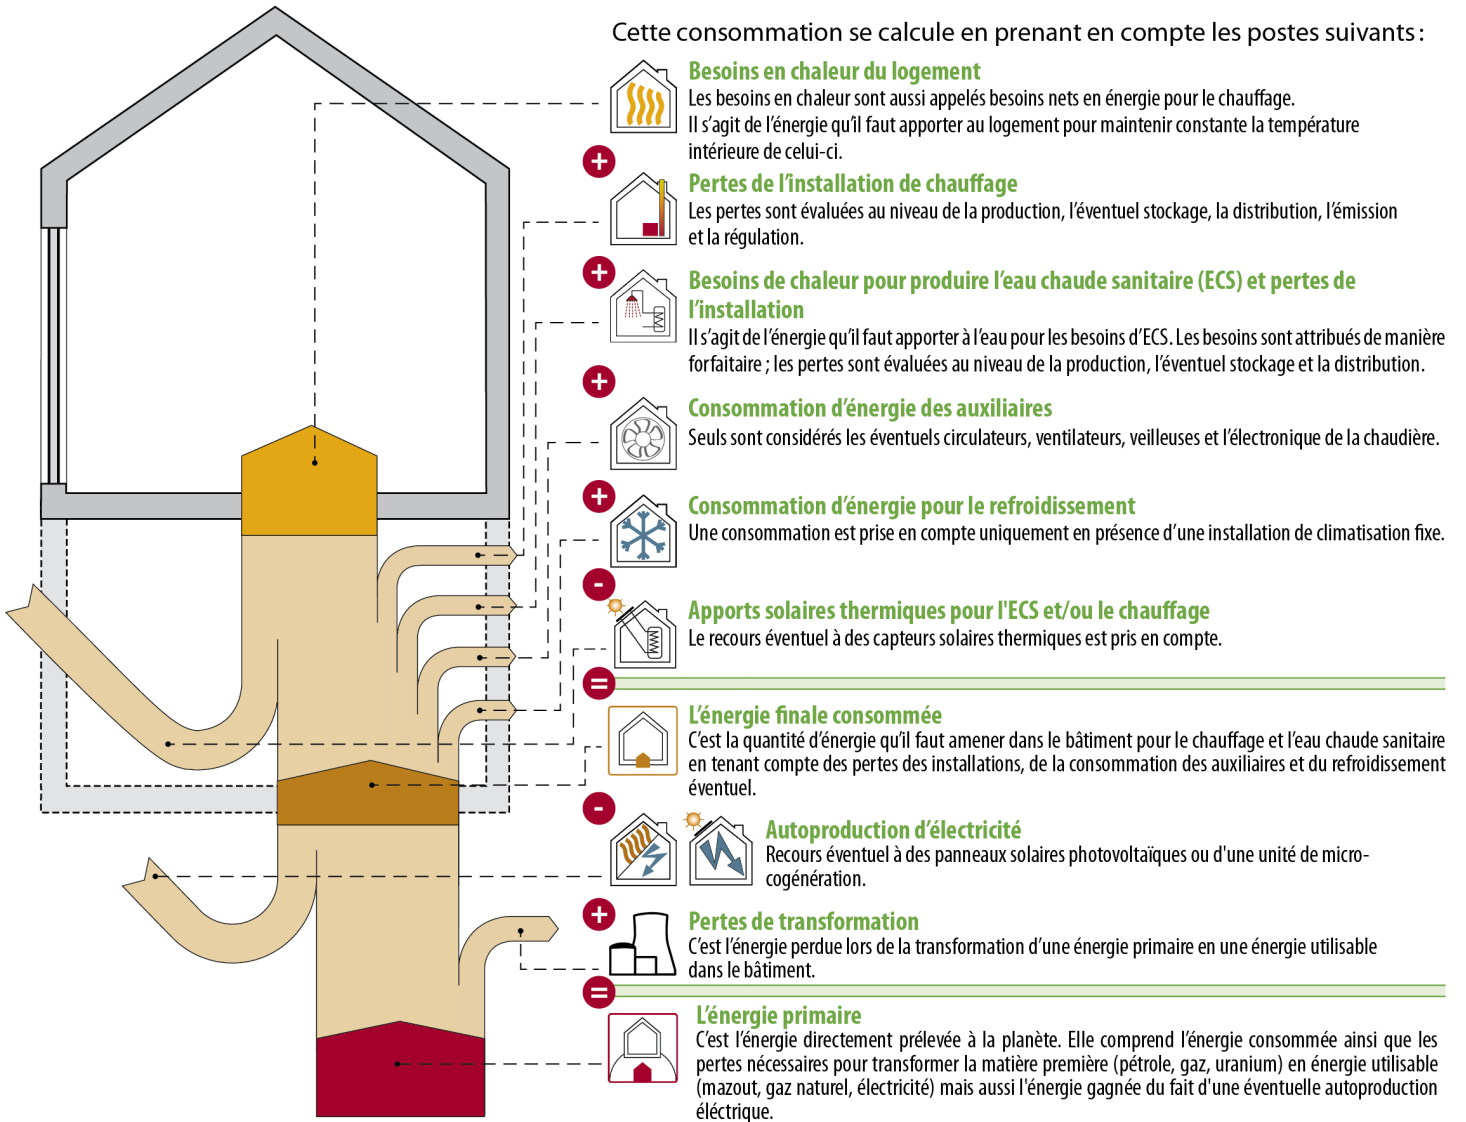 Cette consommation se calcule en prenant en compte les postes suivants :
Besoins en chaleur du logement
Les besoins en chaleur sont aussi appelés besoins nets en énergie pour le chauffage.
Il s'agit de l'énergie qu'il faut apporter au logement pour maintenir constante la température
intérieure de celui-ci.
+
Pertes de l'installation de chauffage
Les pertes sont évaluées au niveau de la production, l'éventuel stockage, la distribution, l'émission
et la régulation.
+
Besoins de chaleur pour produire l'eau chaude sanitaire (ECS) et pertes de
l'installation
Il s'agit de l'énergie qu'il faut apporter à l'eau pour les besoins d'ECS. Les besoins sont attribués de manière
forfaitaire ; les pertes sont évaluées au niveau de la production, l'éventuel stockage et la distribution.
+
Consommation d'énergie des auxiliaires
Seuls sont considérés les éventuels circulateurs, ventilateurs, veilleuses et l'électronique de la chaudière.
+
Consommation d'énergie pour le refroidissement
Une consommation est prise en compte uniquement en présence d'une installation de climatisation fixe.
-
Apports solaires thermiques pour l'ECS et/ou le chauffage
Le recours éventuel à des capteurs solaires thermiques est pris en compte.
=
L'énergie finale consommée
C'est la quantité d'énergie qu'il faut amener dans le bâtiment pour le chauffage et l'eau chaude sanitaire
en tenant compte des pertes des installations, de la consommation des auxiliaires et du refroidissement
éventuel.
-
Autoproduction d'électricité
Recours éventuel à des panneaux solaires photovoltaïques ou d'une unité de micro-
cogénération.
+
Pertes de transformation
C'est l'énergie perdue lors de la transformation d'une énergie primaire en une énergie utilisable
dans le bâtiment.
=
L'énergie primaire
C'est l'énergie directement prélevée à la planète. Elle comprend l'énergie consommée ainsi que les
pertes nécessaires pour transformer la matière première (pétrole, gaz, uranium) en énergie utilisable
(mazout, gaz naturel, électricité) mais aussi l'énergie gagnée du fait d'une éventuelle autoproduction
éléctrique.